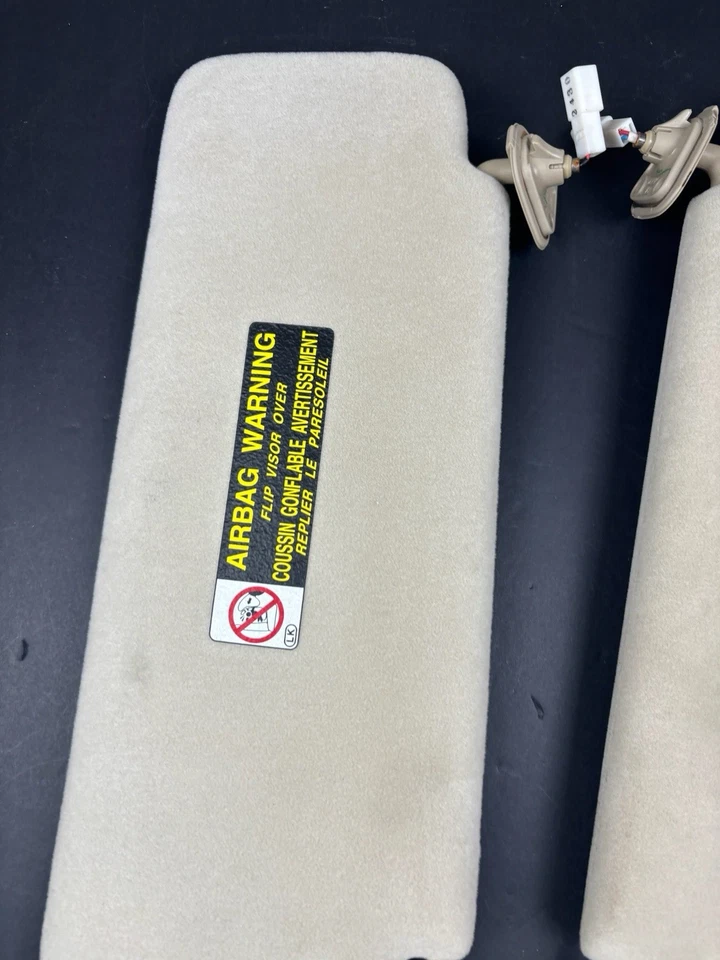 AIRBAG WARNING
FLIP VISOR OVER
COUSSIN GONFLABLE AVERTISSEMENT
REPLIER LE PARESOLEIL
LK